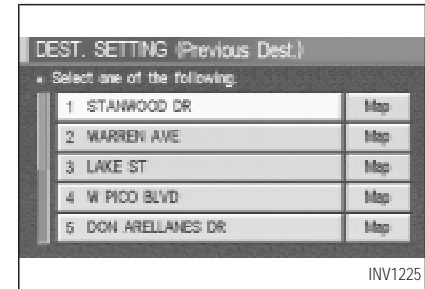 DEST. SETTING (Previous Dest.)
Select one of the following.
1 STANWOOD DR Map
2 WARREN AVE Map
3 LAKE ST Map
4 W PICO BLVD Map
5 DON ARELLANES DR Map
INV1225